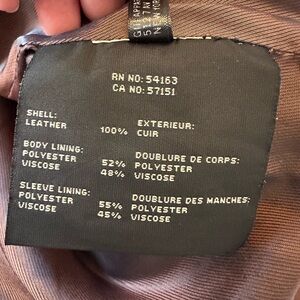 RN NO: 54163
CA NO: 57151
SHELL: EXTERIEUR:
LEATHER 100% CUIR
BODY LINING: DOUBLURE DE CORPS:
POLYESTER 52% POLYESTER
VISCOSE 48% VISCOSE
SLEEVE LINING: DOUBLURE DES MANCHES:
POLYESTER 55% POLYESTER
VISCOSE 45% VISCOSE